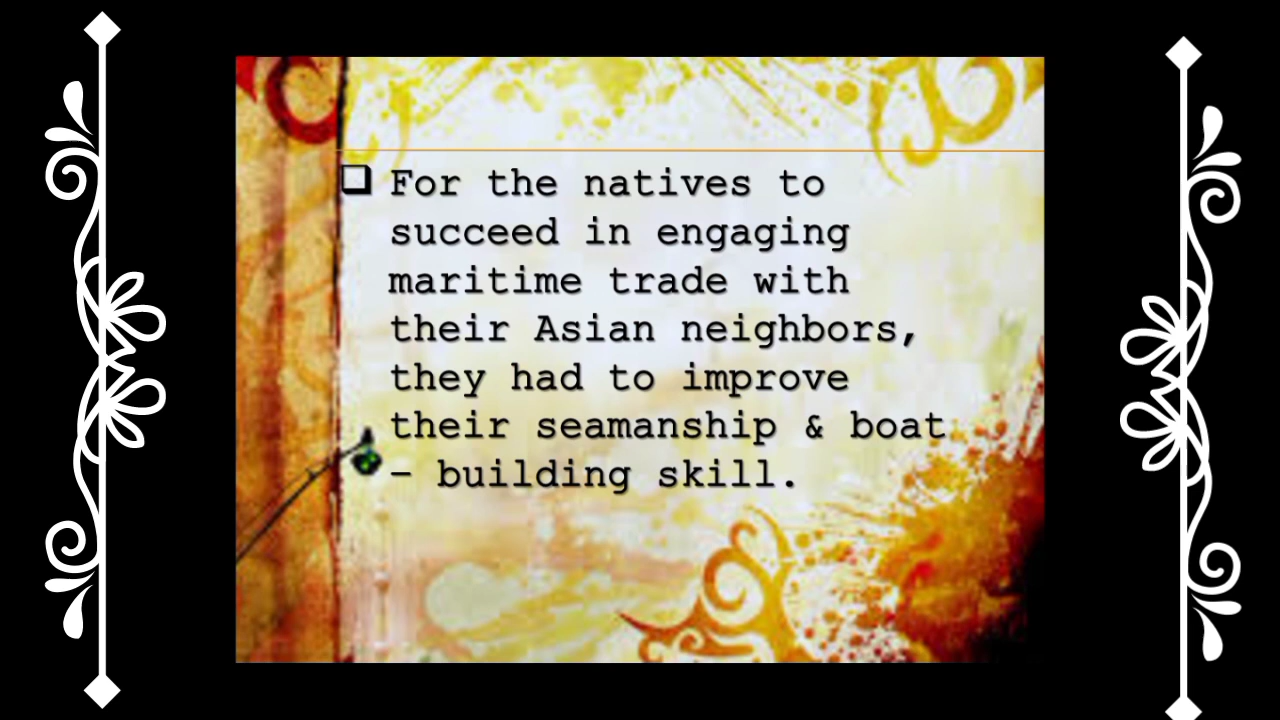 ❑ For the natives to
succeed in engaging
maritime trade with
their Asian neighbors,
they had to improve
their seamanship & boat
– building skill.